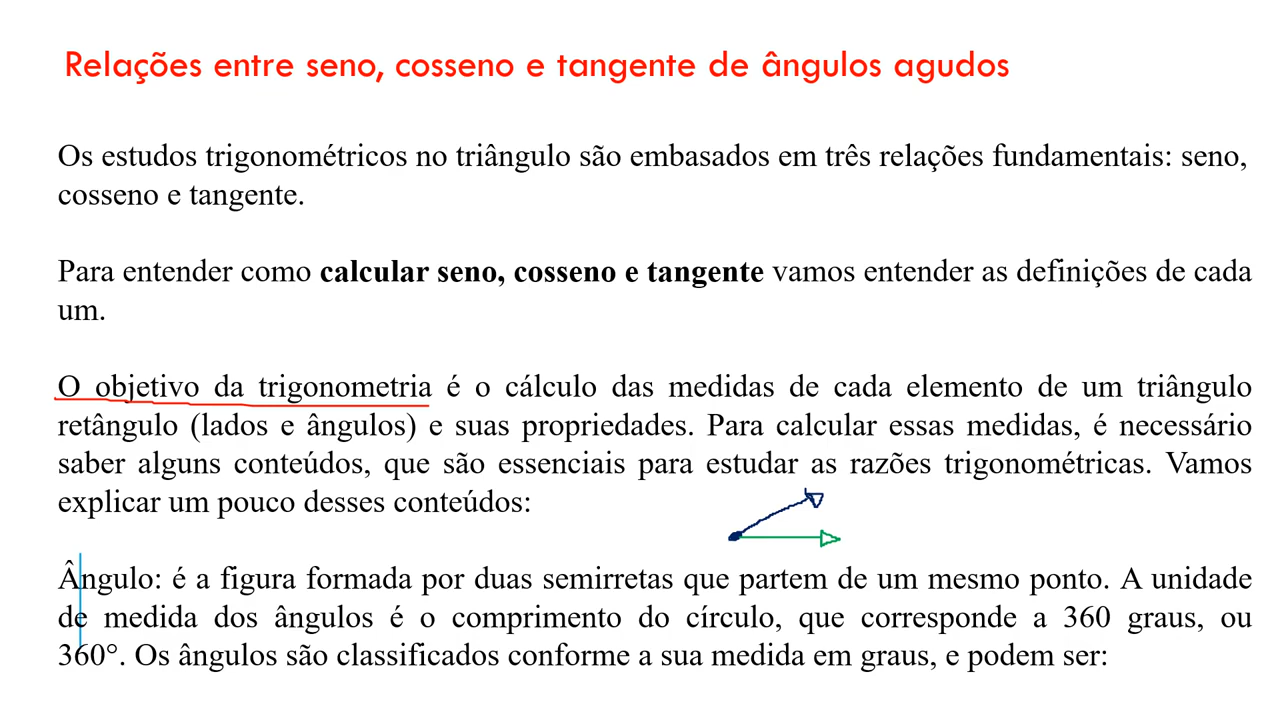 Relações entre seno, cosseno e tangente de ângulos agudos
Os estudos trigonométricos no triângulo são embasados em três relações fundamentais: seno,
cosseno e tangente.
Para entender como calcular seno, cosseno e tangente vamos entender as definições de cada
um.
O objetivo da trigonometria é o cálculo das medidas de cada elemento de um triângulo
retângulo (lados e ângulos) e suas propriedades. Para calcular essas medidas, é necessário
saber alguns conteúdos, que são essenciais para estudar as razões trigonométricas. Vamos
explicar um pouco desses conteúdos:
Ângulo: é a figura formada por duas semirretas que partem de um mesmo ponto. A unidade
de medida dos ângulos é o comprimento do círculo, que corresponde a 360 graus, ou
360°. Os ângulos são classificados conforme a sua medida em graus, e podem ser: